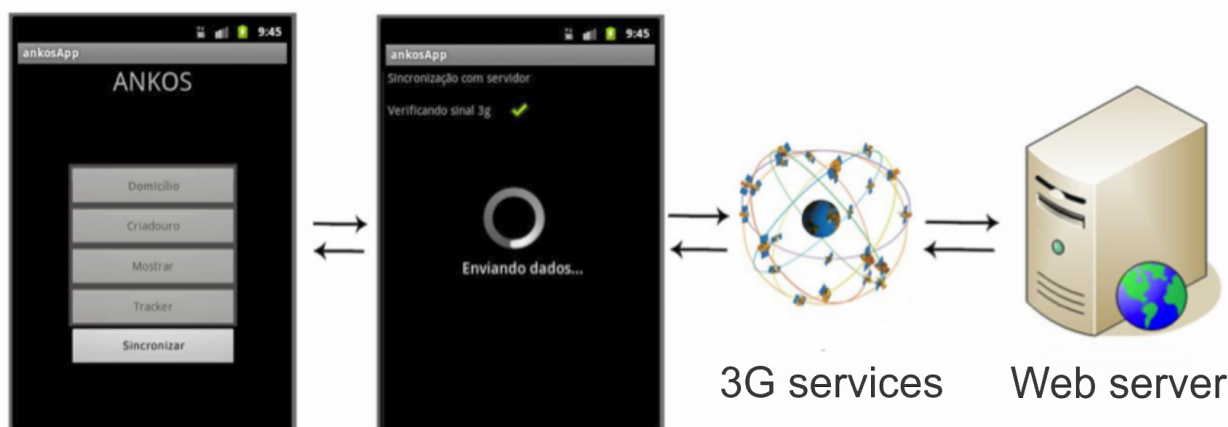 9:45
ankosApp
ANKOS
Domicílio
Criadouro
Mostrar
Tracker
Sincronizar
9:45
ankosApp
Sincronização com servidor
Verificando sinal 3g
Enviando dados...
3G services
Web server